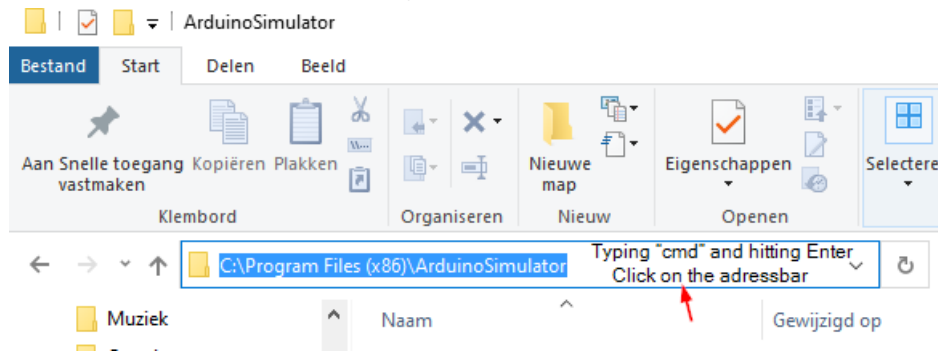 ArduinoSimulator
Bestand Start Delen Beeld
Aan Snelle toegang vastmaken
Kopiëren
Plakken
Nieuwe map
Eigenschappen
Selectere
Klembord Organiseren Nieuw Openen
C:\Program Files (x86)\ArduinoSimulator
Typing "cmd" and hitting Enter
Click on the adressbar
Muziek Naam Gewijzigd op